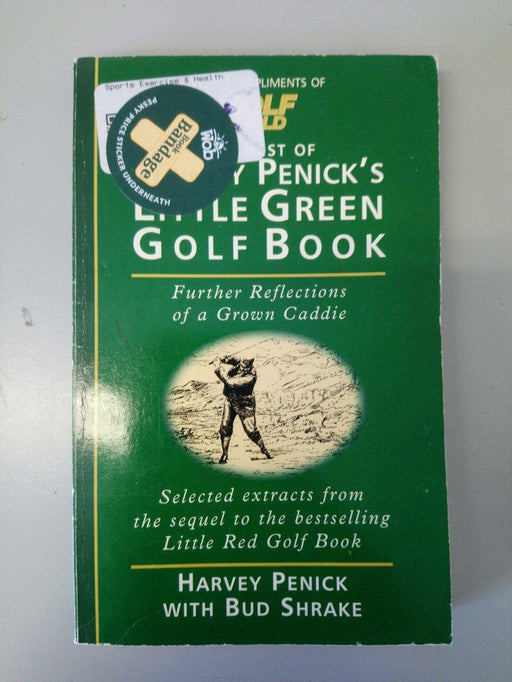 Sports Exercise & Health
PLIMENTS OF
LF
LD
PESKY PRICE STICKER UNDERNEATH
Book Bandage
Wob
ST OF
Y PENICK'S
LITTLE GREEN
GOLF BOOK
Further Reflections
of a Grown Caddie
Selected extracts from
the sequel to the bestselling
Little Red Golf Book
HARVEY PENICK
WITH BUD SHRAKE